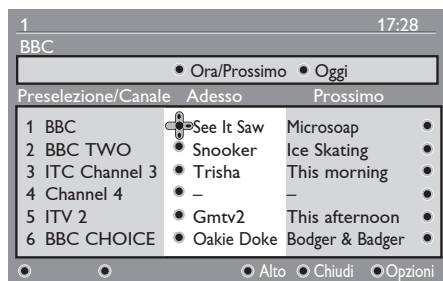 1 17:28
BBC
Ora/Prossimo Oggi
Preselezione/Canale Adesso Prossimo
1 BBC See It Saw Microsoap
2 BBC TWO Snooker Ice Skating
3 ITC Channel 3 Trisha This morning
4 Channel 4 – –
5 ITV 2 Gmtv2 This afternoon
6 BBC CHOICE Oakie Doke Bodger & Badger
Alto Chiudi Opzioni